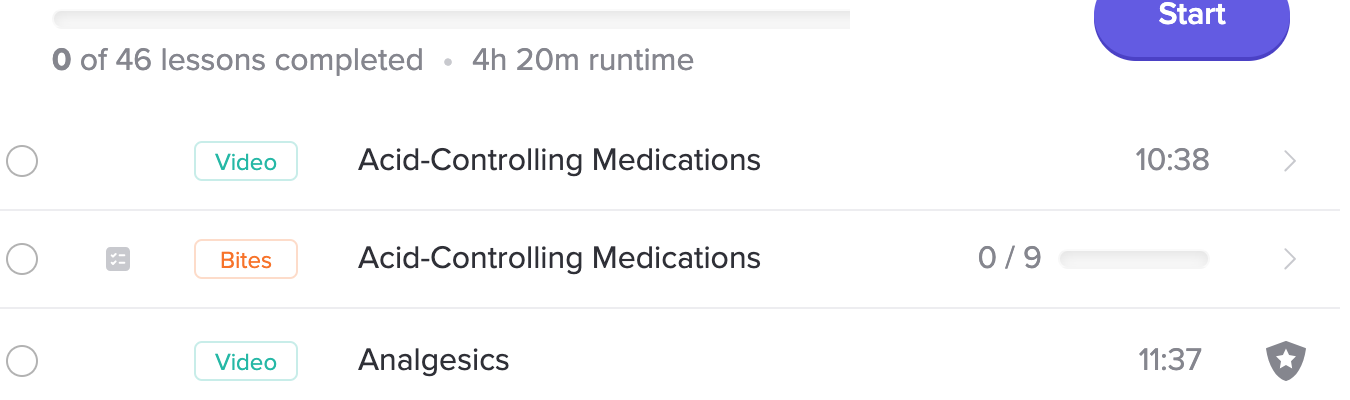 Start
0 of 46 lessons completed • 4h 20m runtime
Video Acid-Controlling Medications 10:38
Bites Acid-Controlling Medications 0 / 9
Video Analgesics 11:37